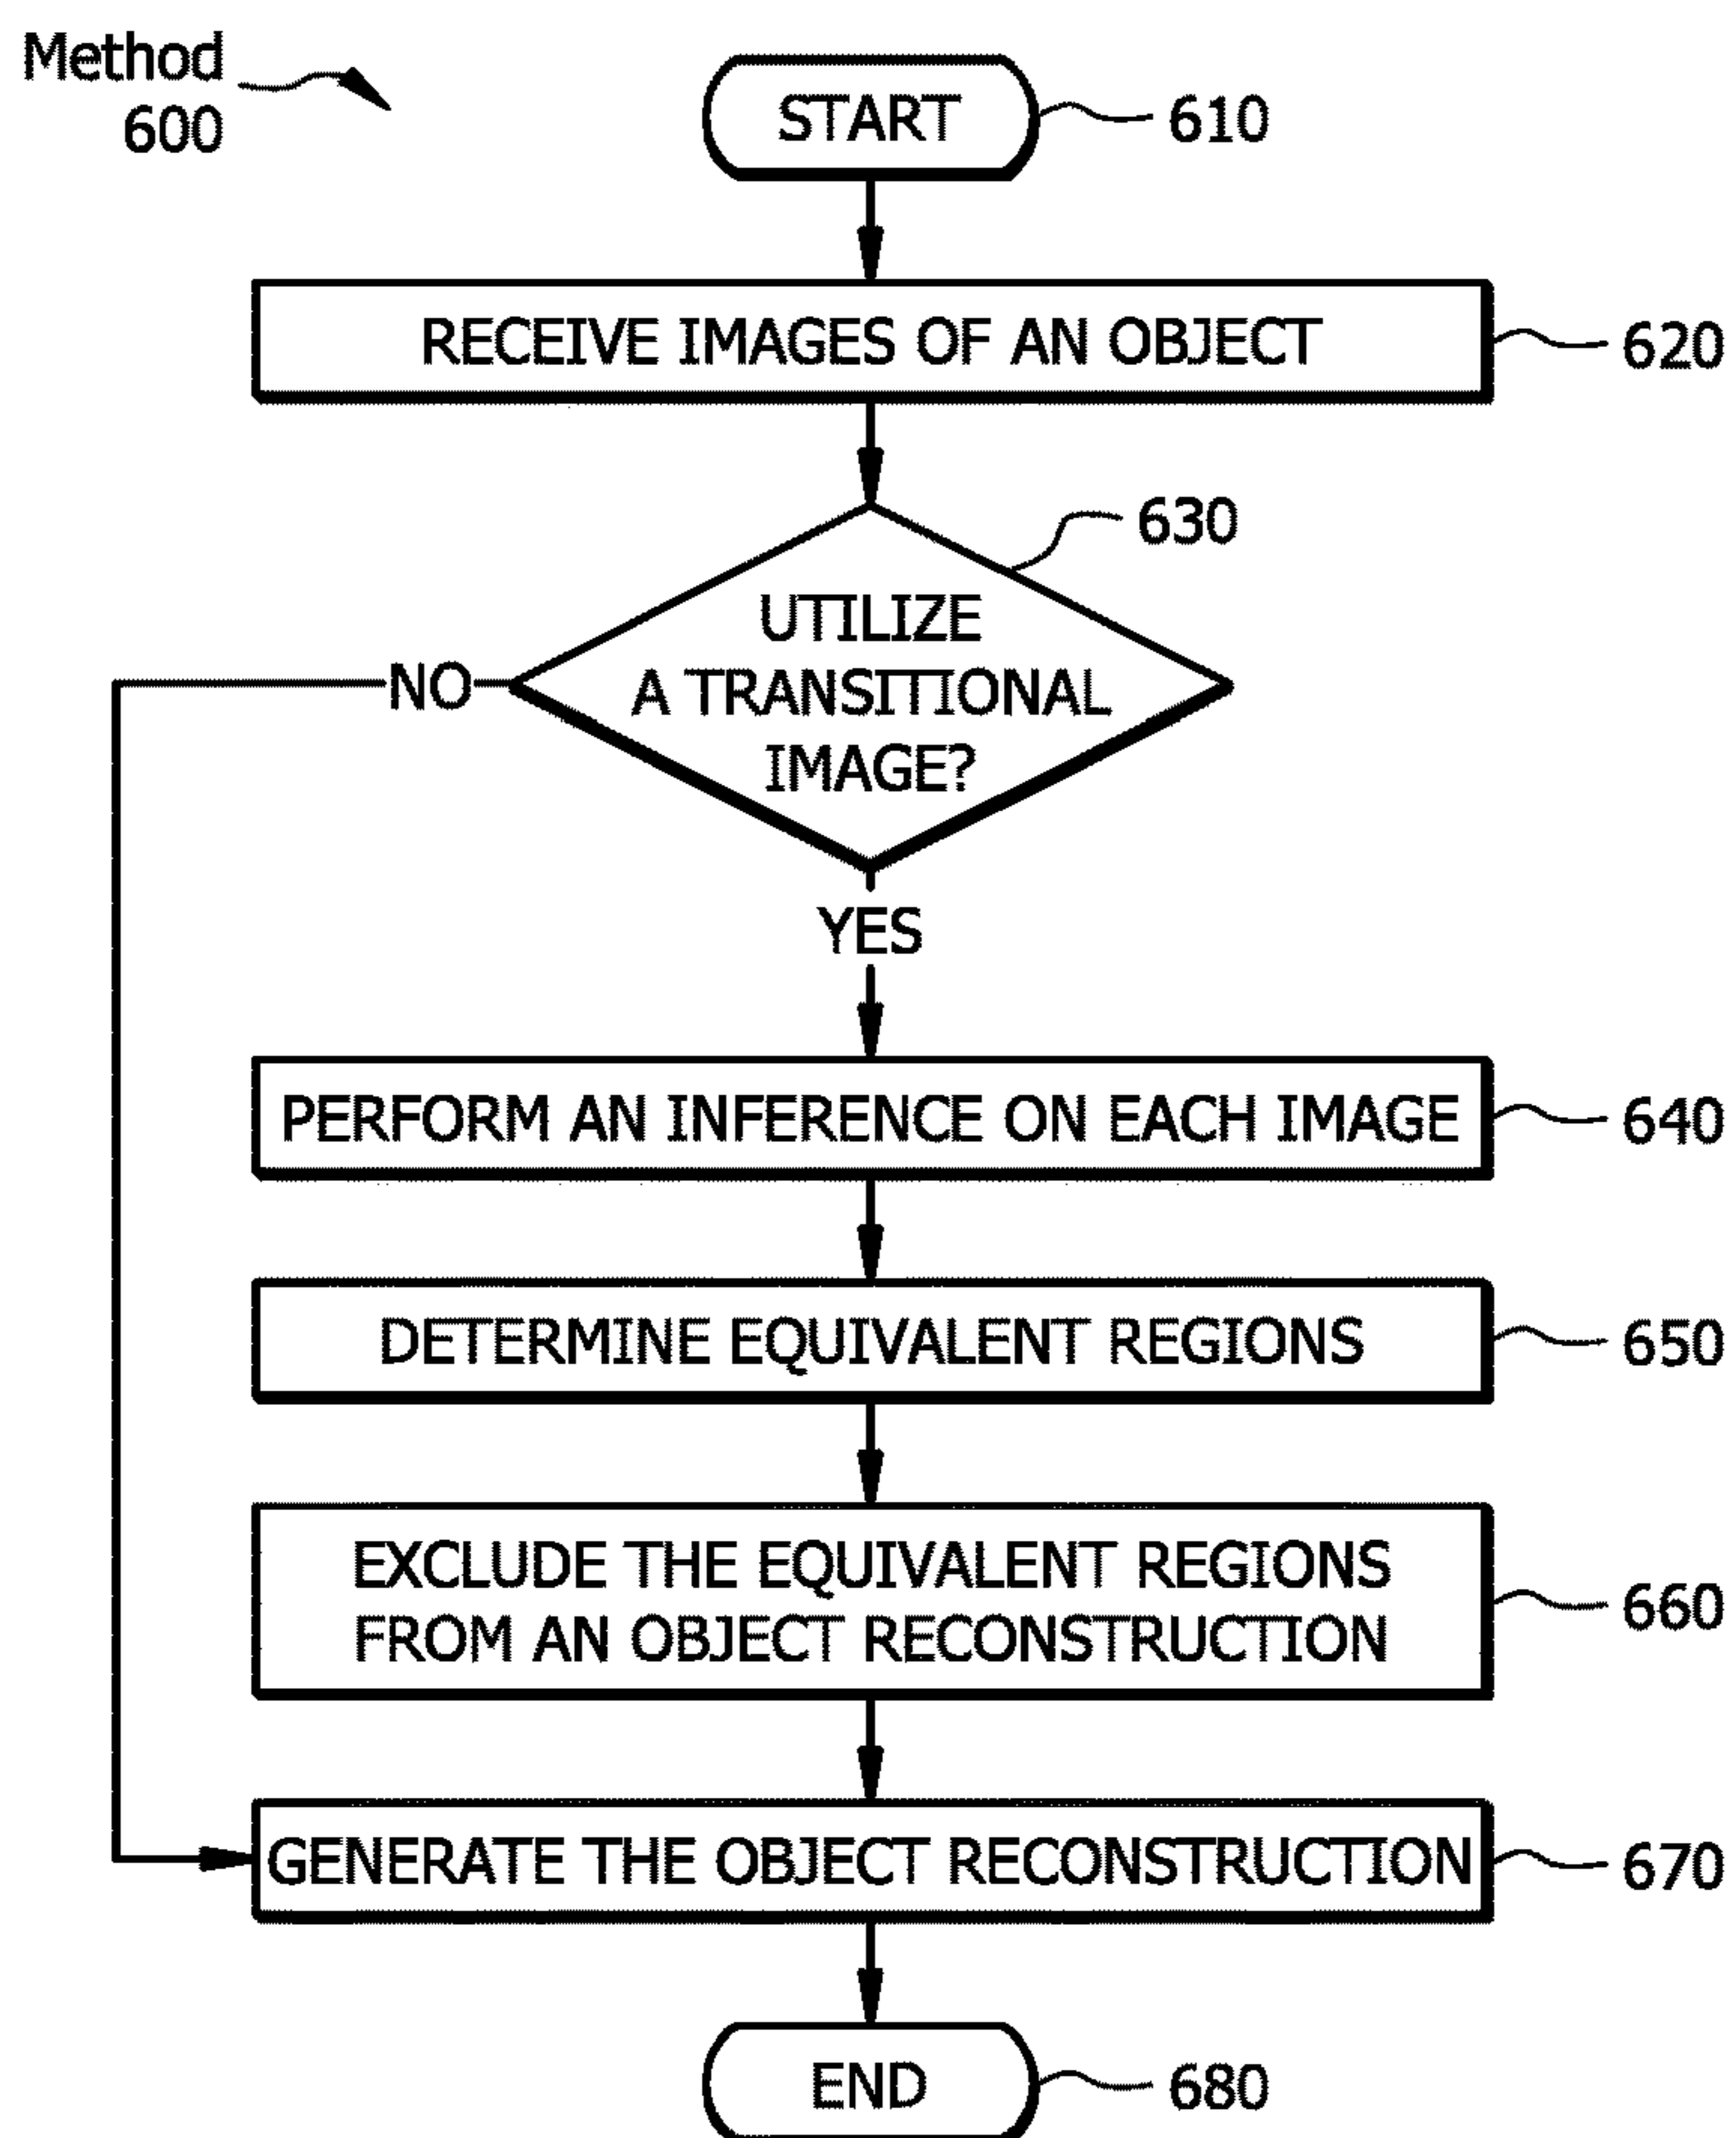 Method
600
START
610
RECEIVE IMAGES OF AN OBJECT
620
630
UTILIZE
A TRANSITIONAL
IMAGE?
NO
YES
PERFORM AN INFERENCE ON EACH IMAGE
640
DETERMINE EQUIVALENT REGIONS
650
EXCLUDE THE EQUIVALENT REGIONS
FROM AN OBJECT RECONSTRUCTION
660
GENERATE THE OBJECT RECONSTRUCTION
670
END
680